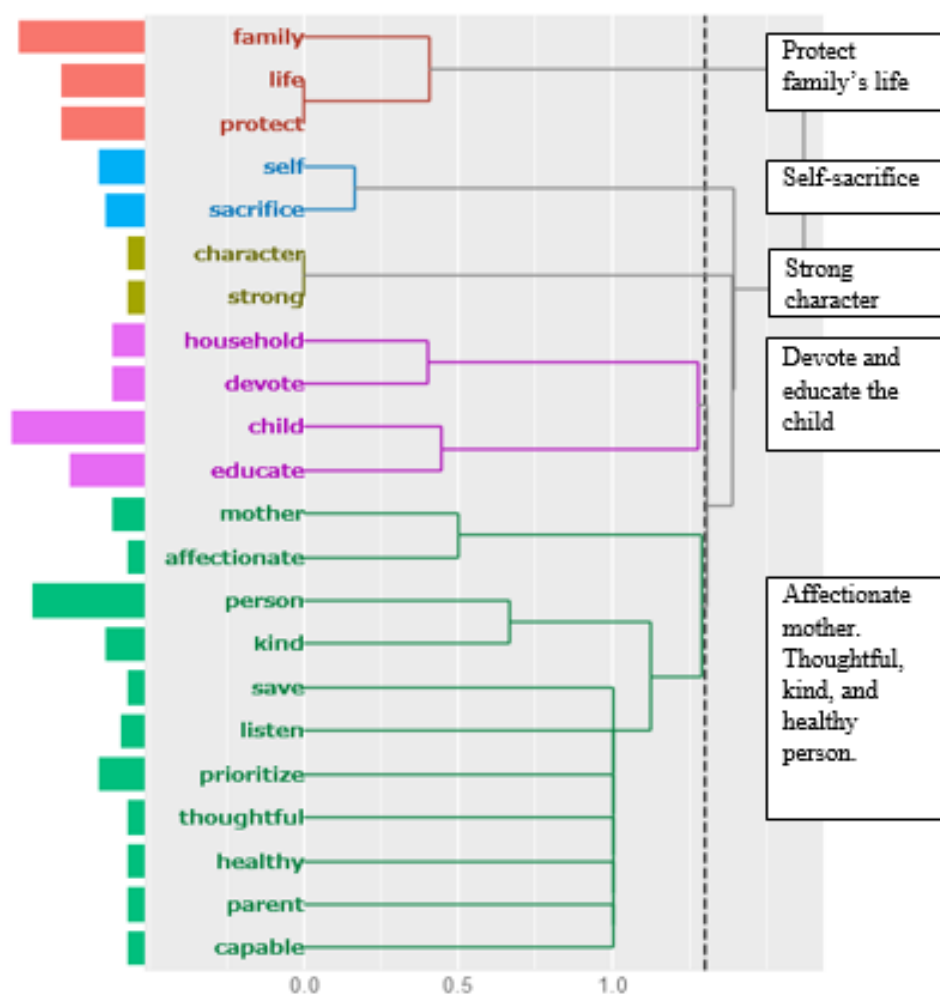 family
life
protect
self
sacrifice
character
strong
household
devote
child
educate
mother
affectionate
person
kind
save
listen
prioritize
thoughtful
healthy
parent
capable
0.0 0.5 1.0
Protect
family's life
Self-sacrifice
Strong
character
Devote and
educate the
child
Affectionate
mother.
Thoughtful,
kind, and
healthy
person.